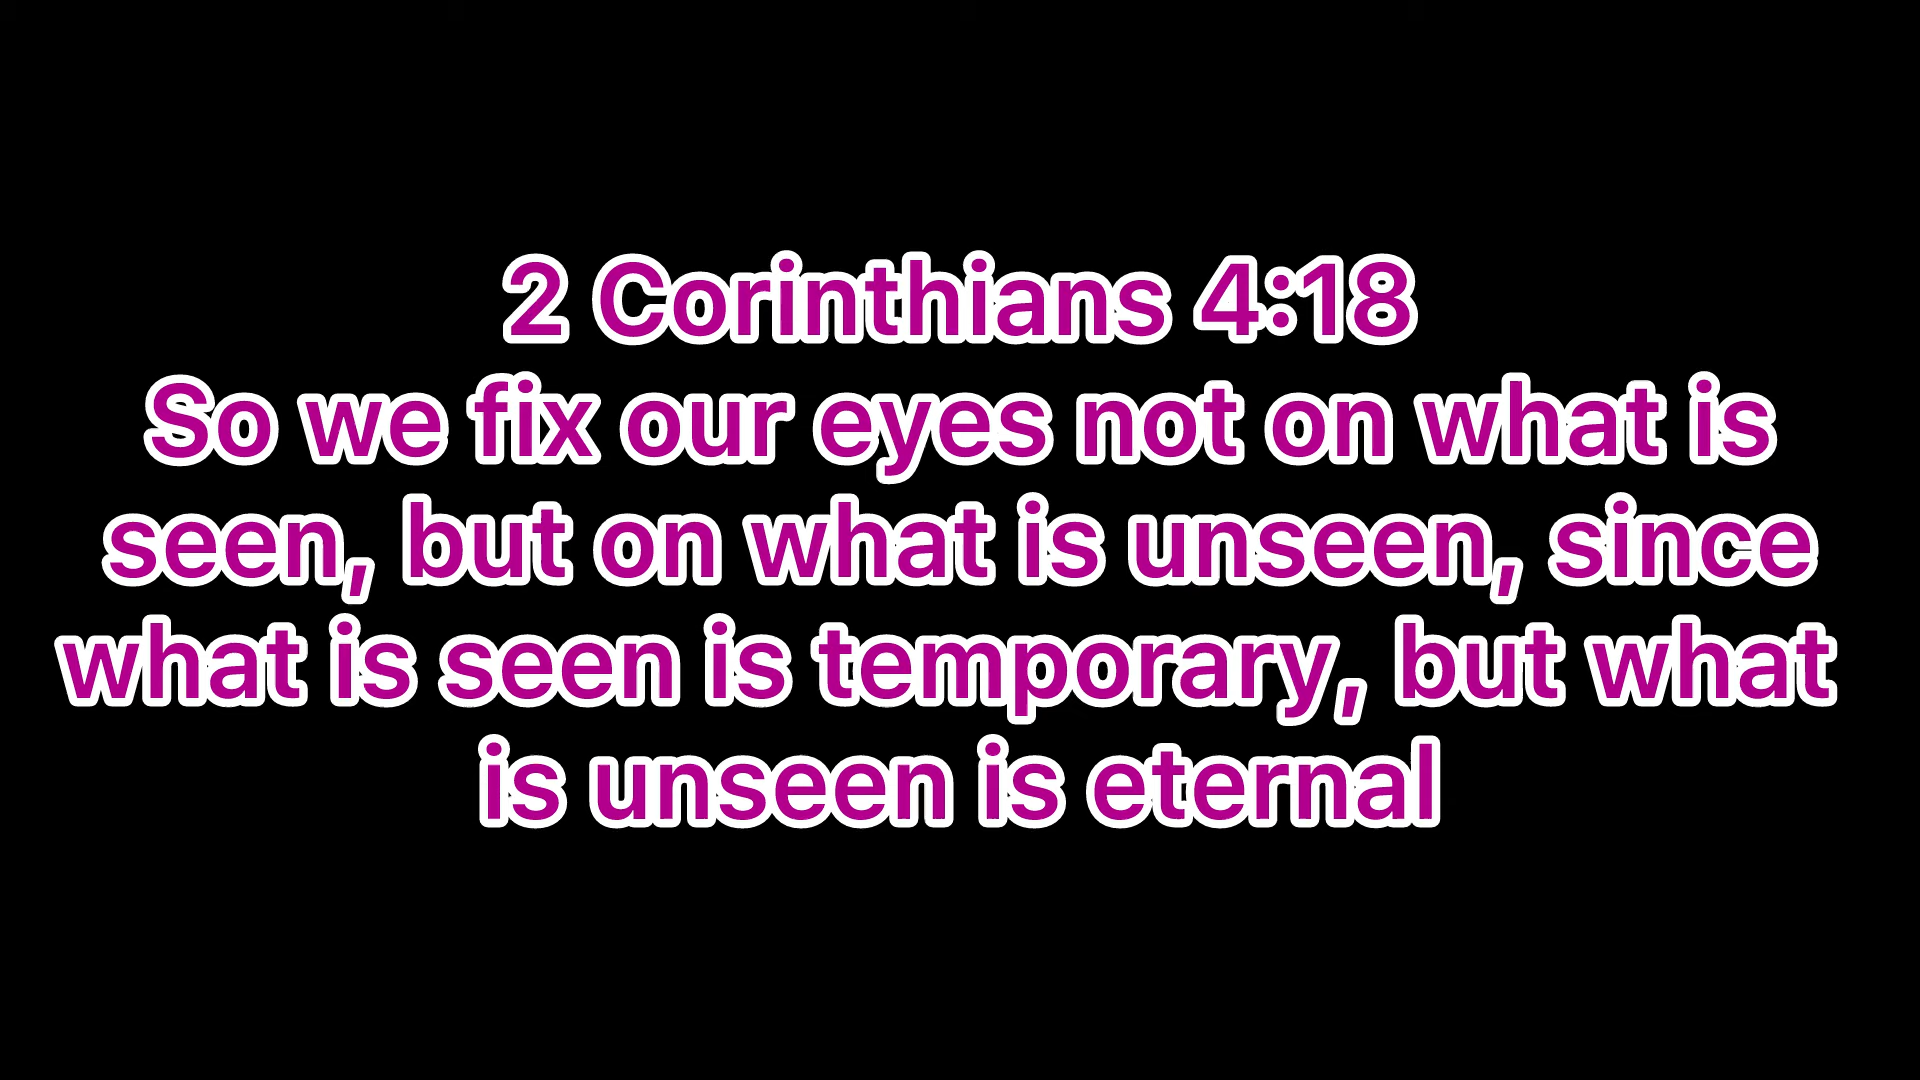 2 Corinthians 4:18
So we fix our eyes not on what is
seen, but on what is unseen, since
what is seen is temporary, but what
is unseen is eternal